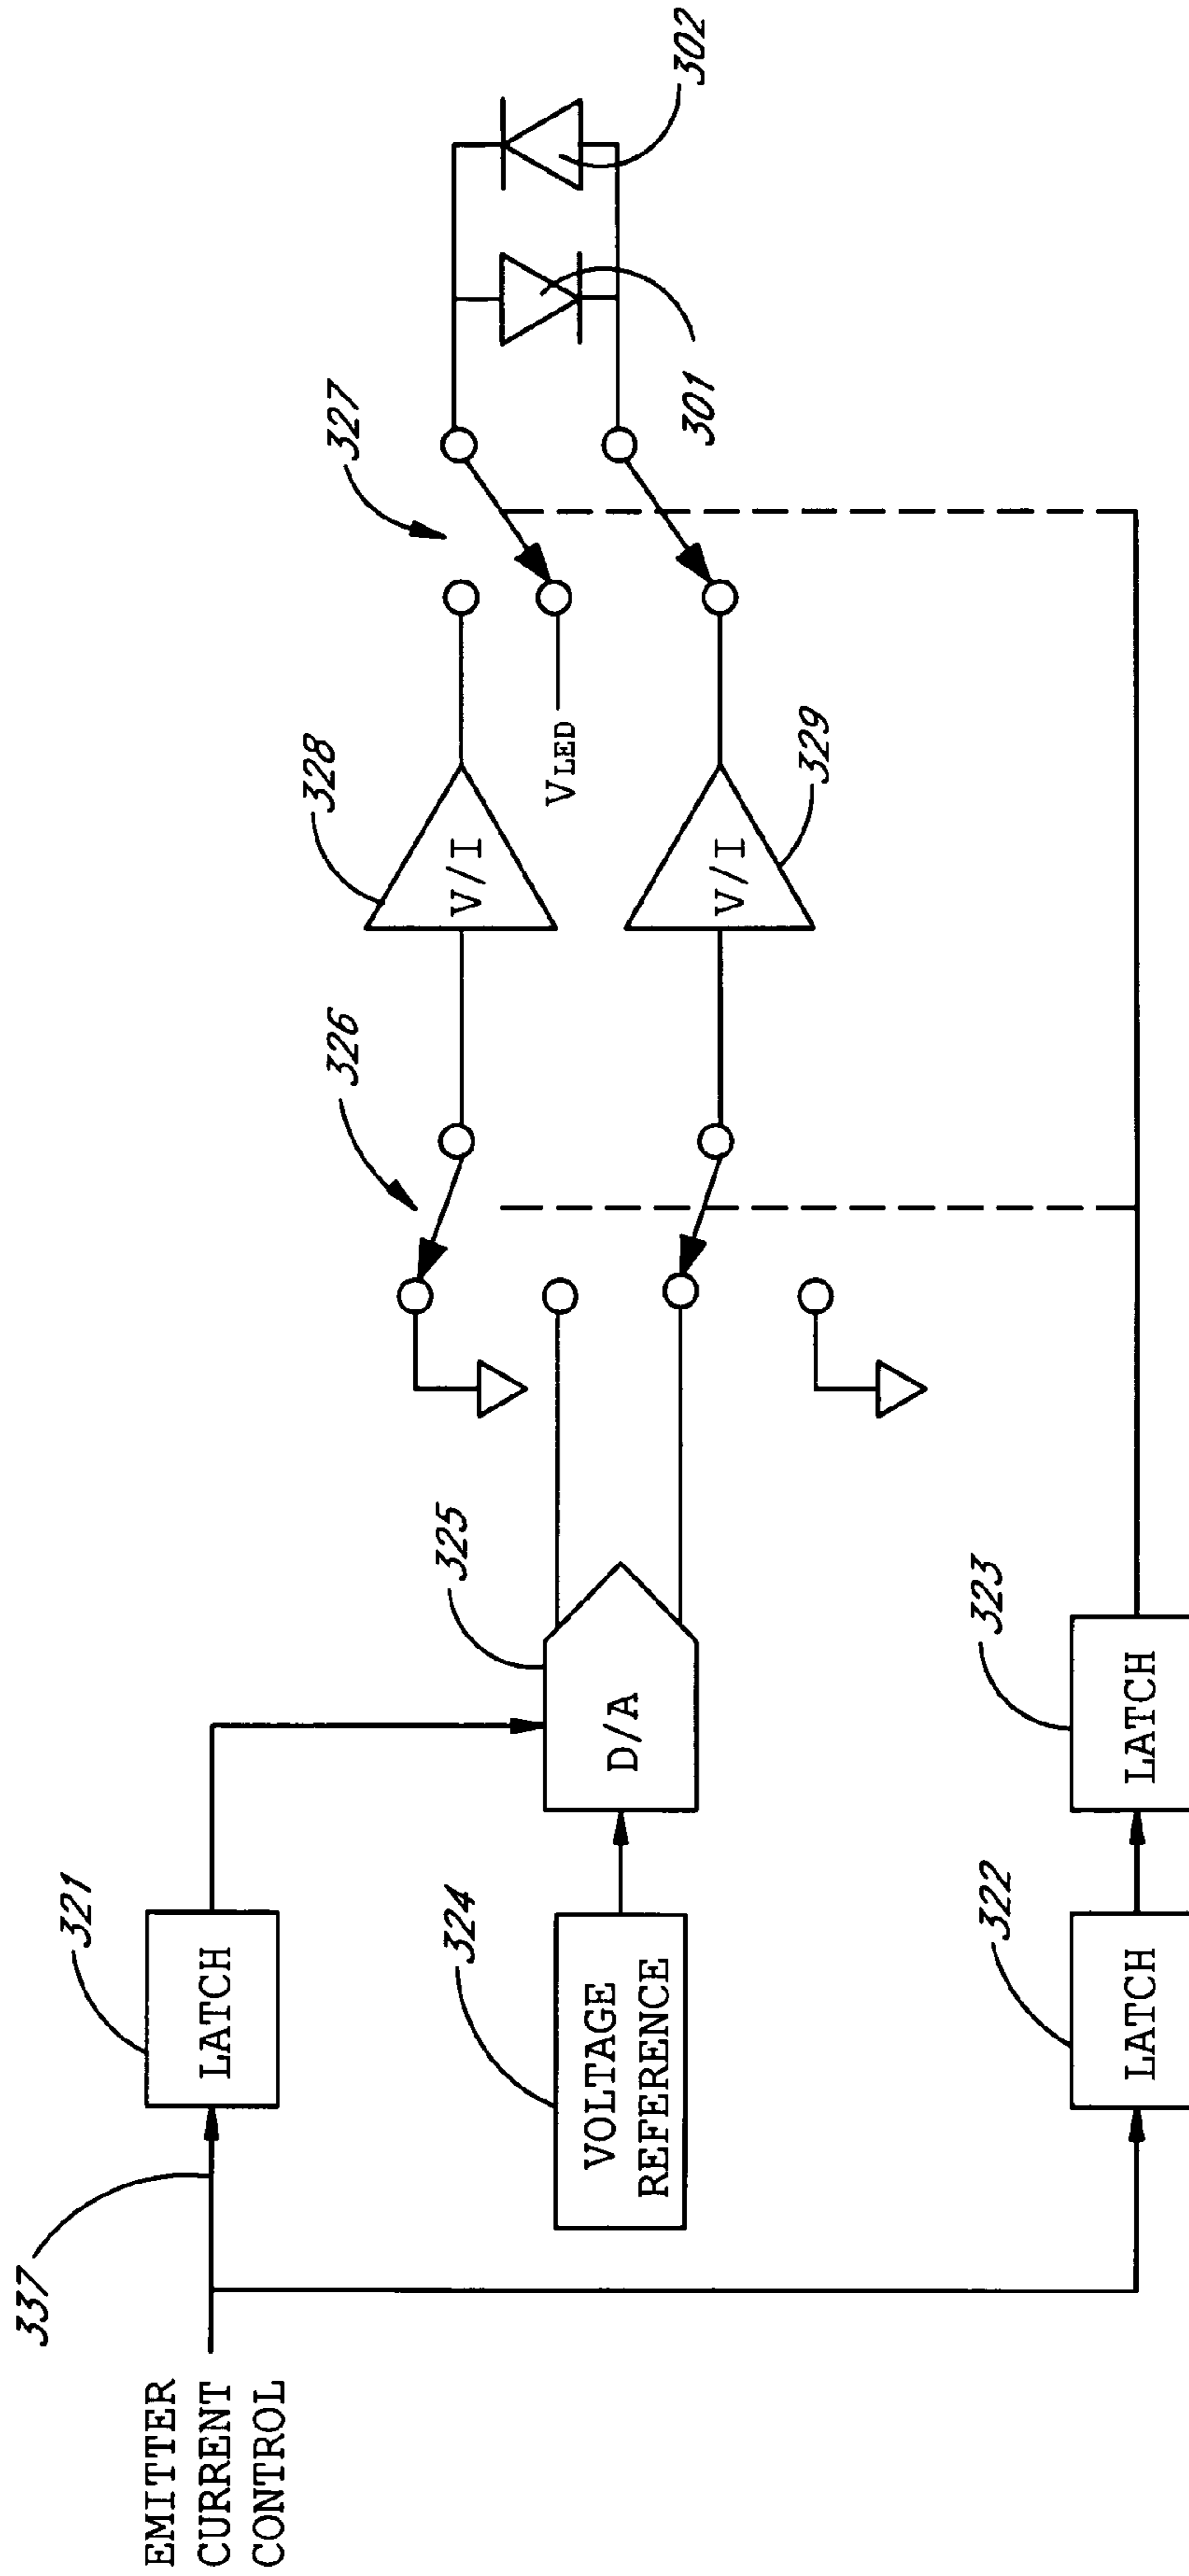 EMITTER
CURRENT
CONTROL
337
LATCH
321
VOLTAGE
REFERENCE
324
D/A
325
LATCH
322
LATCH
323
326
V/I
328
V/I
329
VLED
327
301
302